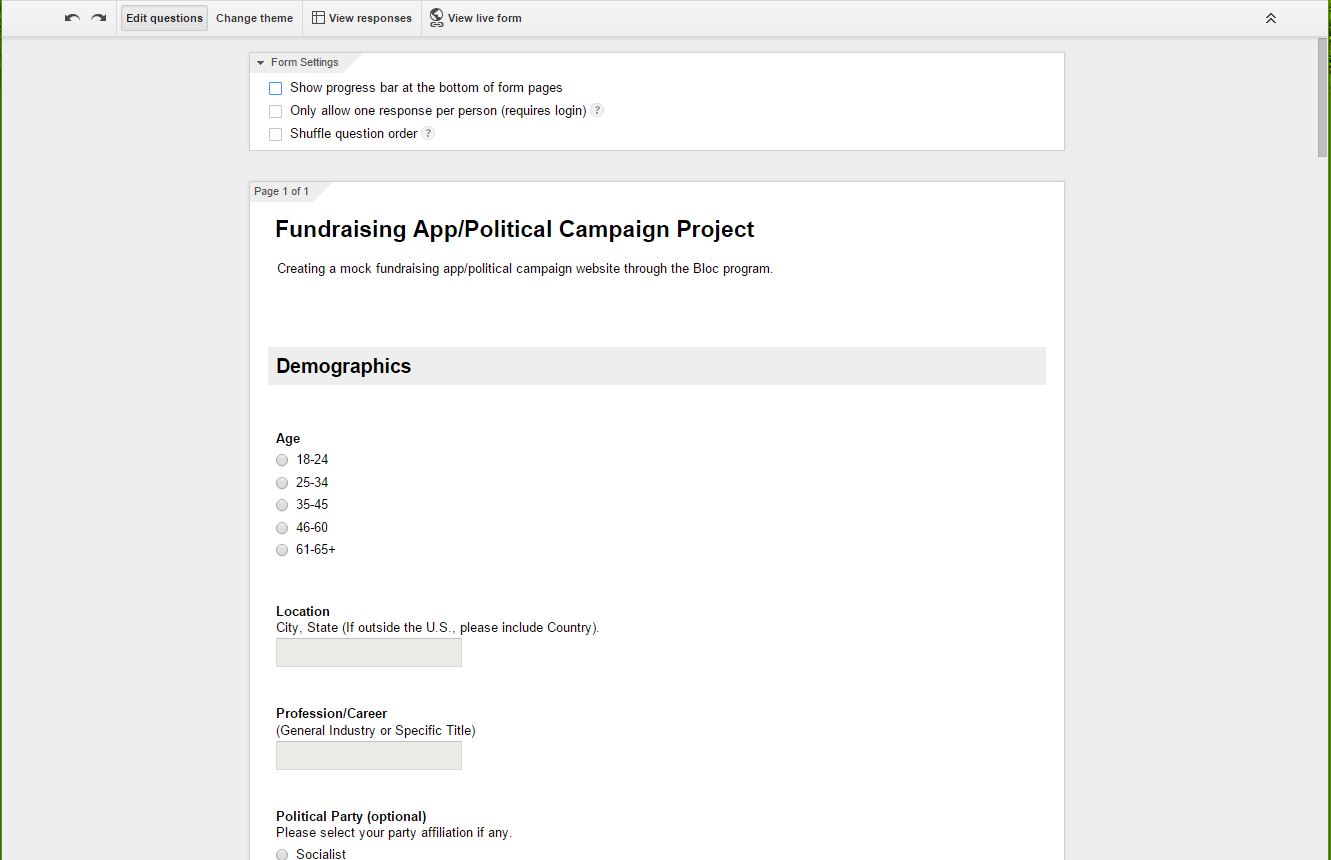 Edit questions Change theme View responses View live form
Form Settings
Show progress bar at the bottom of form pages
Only allow one response per person (requires login) ?
Shuffle question order ?
Page 1 of 1
Fundraising App/Political Campaign Project
Creating a mock fundraising app/political campaign website through the Bloc program.
Demographics
Age
18-24
25-34
35-45
46-60
61-65+
Location
City, State (If outside the U.S., please include Country).
Profession/Career
(General Industry or Specific Title)
Political Party (optional)
Please select your party affiliation if any.
Socialist